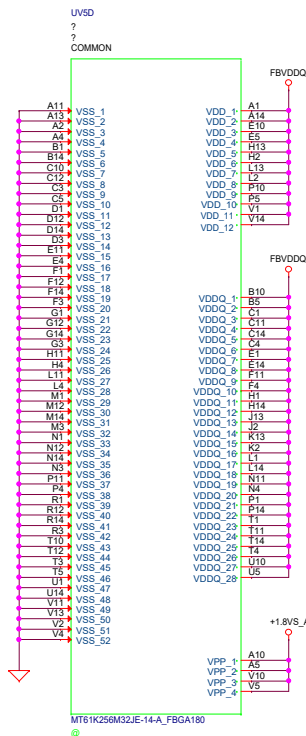 UV5D
?
?
COMMON
A11 VSS_1
A13 VSS_2
A2 VSS_3
A4 VSS_4
B1 VSS_5
B14 VSS_6
C10 VSS_7
C12 VSS_8
C3 VSS_9
C5 VSS_10
D1 VSS_11
D12 VSS_12
D14 VSS_13
D3 VSS_14
E11 VSS_15
E4 VSS_16
F1 VSS_17
F12 VSS_18
F14 VSS_19
F3 VSS_20
G1 VSS_21
G12 VSS_22
G14 VSS_23
G3 VSS_24
H11 VSS_25
H4 VSS_26
L11 VSS_27
L4 VSS_28
M1 VSS_29
M12 VSS_30
M14 VSS_31
M3 VSS_32
N1 VSS_33
N12 VSS_34
N14 VSS_35
N3 VSS_36
P11 VSS_37
P4 VSS_38
R1 VSS_39
R12 VSS_40
R14 VSS_41
R3 VSS_42
T10 VSS_43
T12 VSS_44
T3 VSS_45
T5 VSS_46
U1 VSS_47
U14 VSS_48
V11 VSS_49
V13 VSS_50
V2 VSS_51
V4 VSS_52
FBVDDQ
VDD_1 A1
VDD_2 A14
VDD_3 E10
VDD_4 E5
VDD_5 H13
VDD_6 H2
VDD_7 L13
VDD_8 L2
VDD_9 P10
VDD_10 P5
VDD_11 V1
VDD_12 V14
FBVDDQ
VDDQ_1 B10
VDDQ_2 B5
VDDQ_3 C1
VDDQ_4 C11
VDDQ_5 C14
VDDQ_6 C4
VDDQ_7 E1
VDDQ_8 E14
VDDQ_9 F11
VDDQ_10 F4
VDDQ_11 H1
VDDQ_12 H14
VDDQ_13 J13
VDDQ_14 J2
VDDQ_15 K13
VDDQ_16 K2
VDDQ_17 L1
VDDQ_18 L14
VDDQ_19 N11
VDDQ_20 N4
VDDQ_21 P1
VDDQ_22 P14
VDDQ_23 T1
VDDQ_24 T11
VDDQ_25 T14
VDDQ_26 T4
VDDQ_27 U10
VDDQ_28 U5
+1.8VS_A
VPP_1 A10
VPP_2 A5
VPP_3 V10
VPP_4 V5
MT61K256M32JE-14-A_FBGA180
@